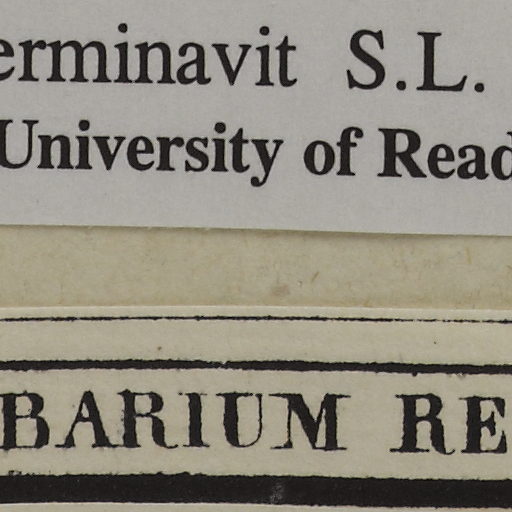 erminavit S.L.
University of Read
BARIUM RE